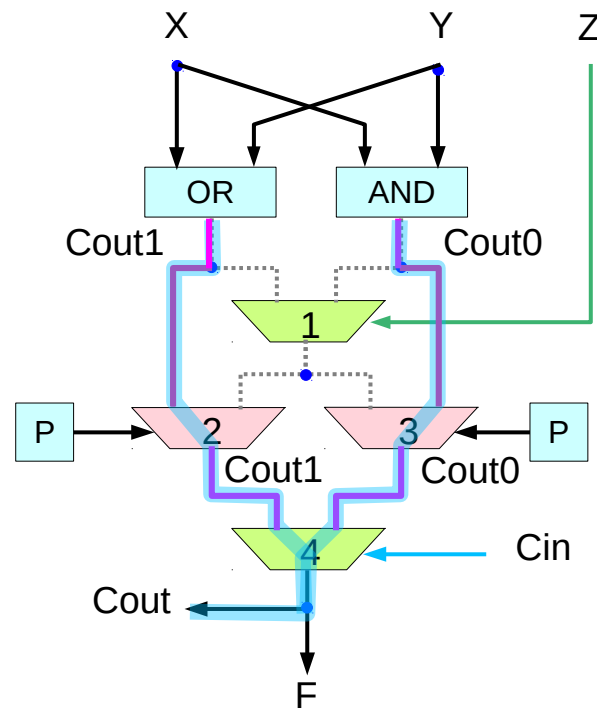 X Y Z
OR AND
Cout1 Cout0
1
P 2 3 P
Cout1 Cout0
4 Cin
Cout
F